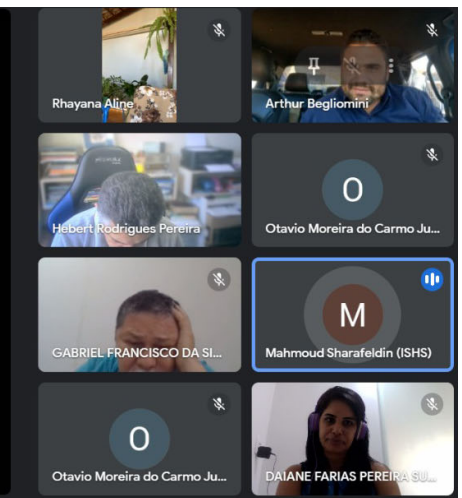 Rhayana Aline
Arthur Begliomini
Hebert Rodrigues Pereira
O
Otavio Moreira do Carmo Ju...
GABRIEL FRANCISCO DA SI...
M
Mahmoud Sharafeldin (ISHS)
O
Otavio Moreira do Carmo Ju...
DAIANE FARIAS PEREIRA SU...